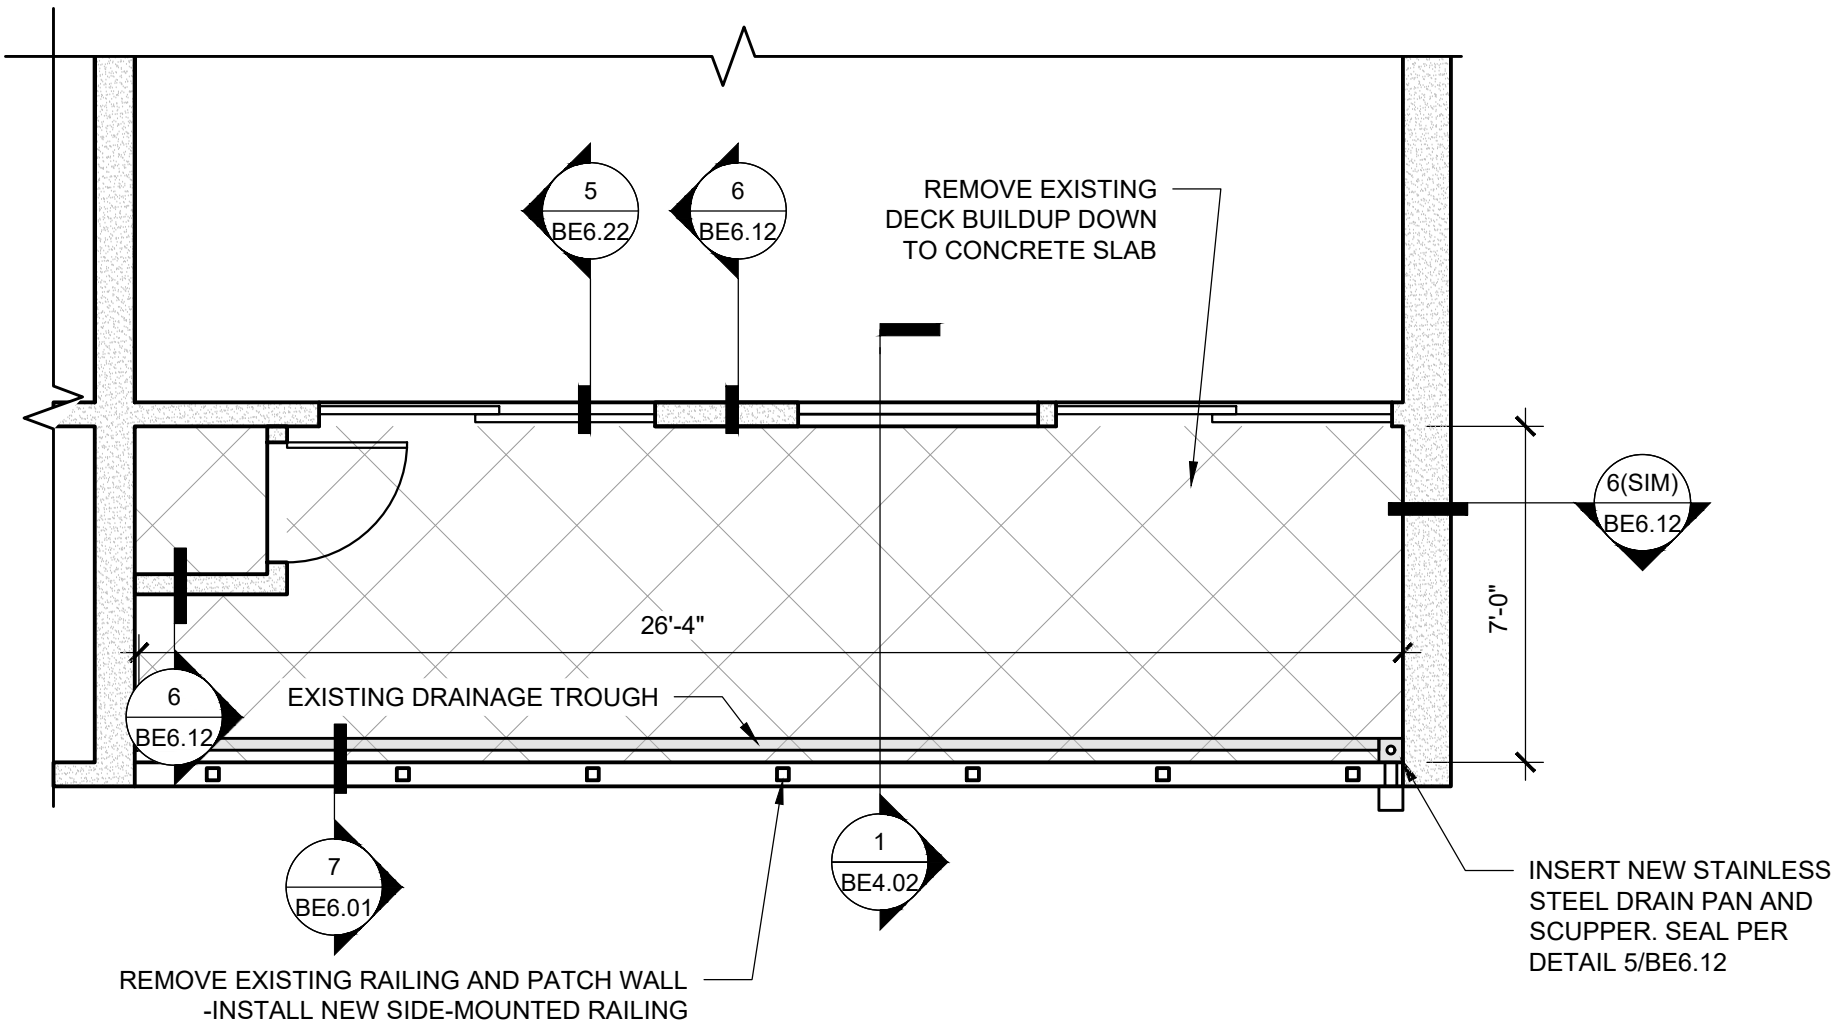 5
BE6.22
6
BE6.12
REMOVE EXISTING
DECK BUILDUP DOWN
TO CONCRETE SLAB
6(SIM)
BE6.12
7'-0"
26'-4"
6
BE6.12
EXISTING DRAINAGE TROUGH
7
BE6.01
1
BE4.02
INSERT NEW STAINLESS
STEEL DRAIN PAN AND
SCUPPER. SEAL PER
DETAIL 5/BE6.12
REMOVE EXISTING RAILING AND PATCH WALL
-INSTALL NEW SIDE-MOUNTED RAILING